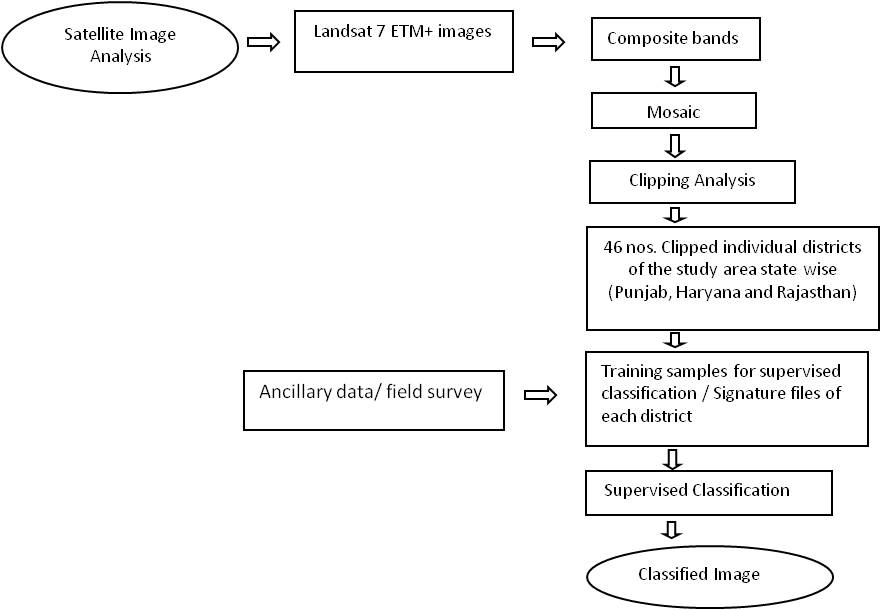 Satellite Image
Analysis
Landsat 7 ETM+ images
Composite bands
Mosaic
Clipping Analysis
46 nos. Clipped individual districts
of the study area state wise
(Punjab, Haryana and Rajasthan)
Ancillary data/ field survey
Training samples for supervised
classification / Signature files of
each district
Supervised Classification
Classified Image